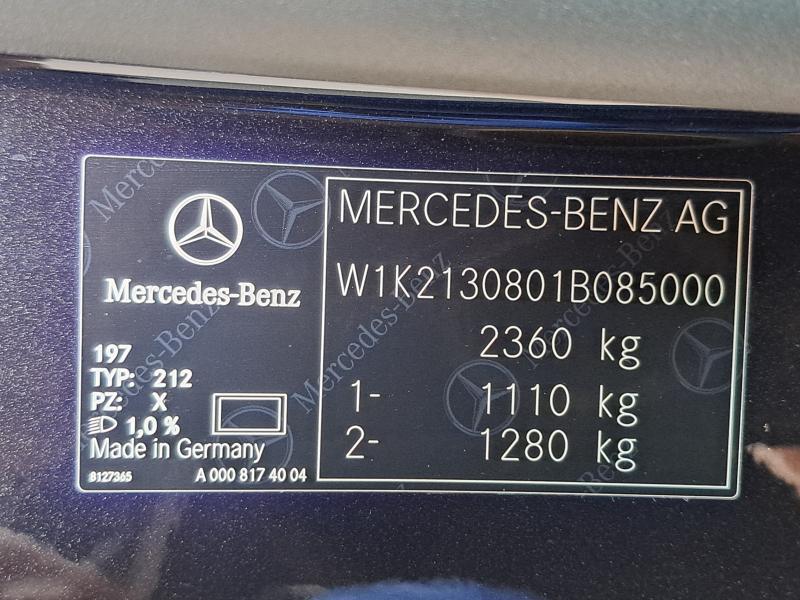 Mercedes-Benz
197
TYP: 212
PZ: X
1,0 %
Made in Germany
8127365
A 000 817 40 04
MERCEDES-BENZ AG
W1K2130801B085000
2360 kg
1- 1110 kg
2- 1280 kg